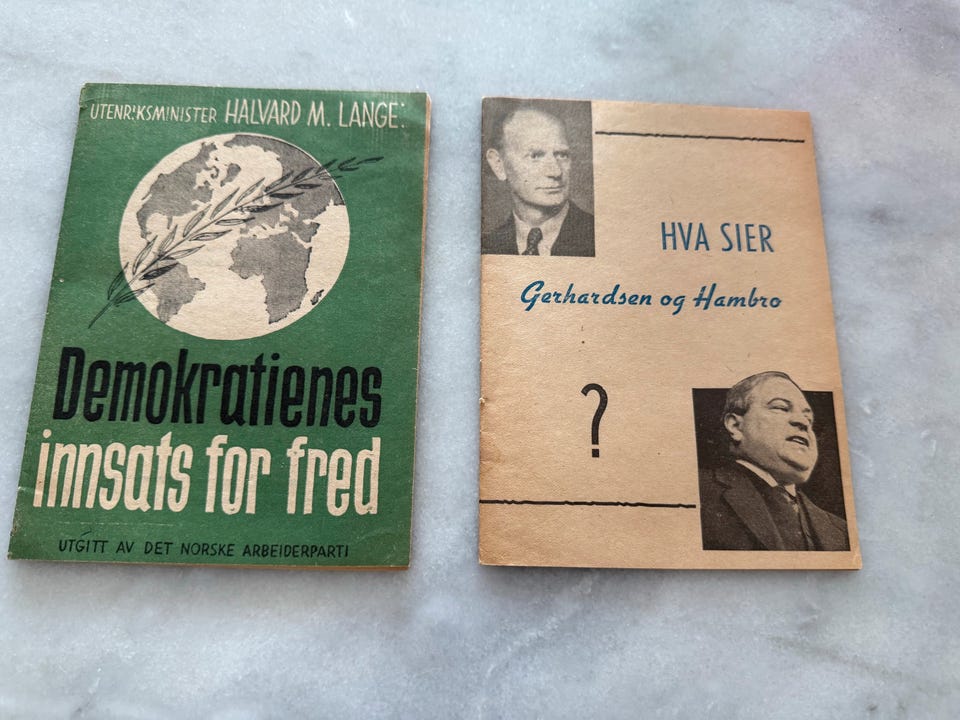 UTENRIKSMINISTER HALVARD M. LANGE:
Demokratienes
innsats for fred
UTGITT AV DET NORSKE ARBEIDERPARTI
HVA SIER
Gerhardsen og Hambro
?